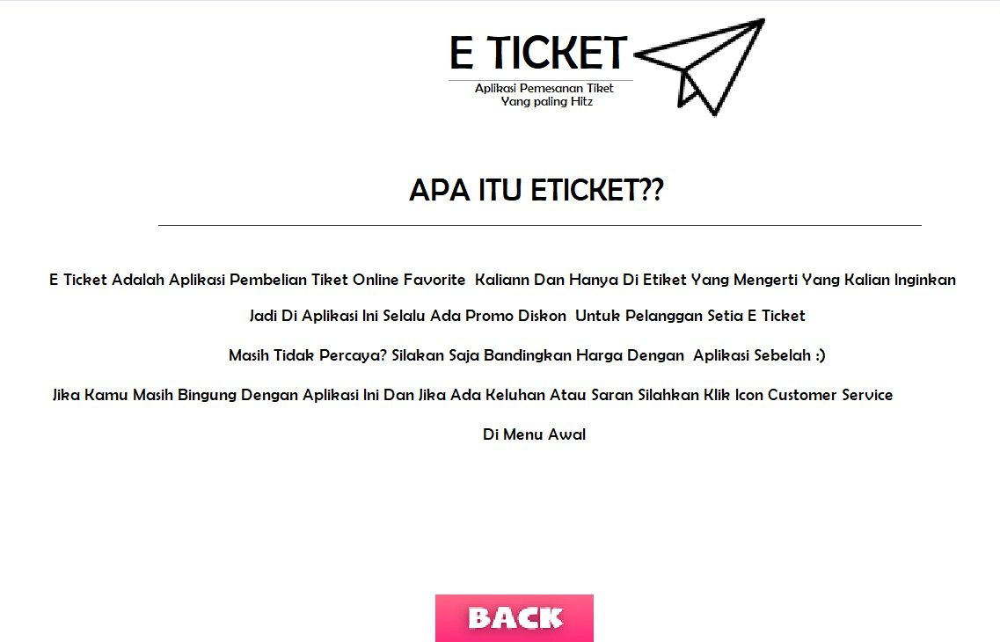 E TICKET
Aplikasi Pemesanan Tiket
Yang paling Hitz
APA ITU ETICKET??
E Ticket Adalah Aplikasi Pembelian Tiket Online Favorite Kaliann Dan Hanya Di Etiket Yang Mengerti Yang Kalian Inginkan
Jadi Di Aplikasi Ini Selalu Ada Promo Diskon Untuk Pelanggan Setia E Ticket
Masih Tidak Percaya? Silakan Saja Bandingkan Harga Dengan Aplikasi Sebelah :)
Jika Kamu Masih Bingung Dengan Aplikasi Ini Dan Jika Ada Keluhan Atau Saran Silahkan Klik Icon Customer Service
Di Menu Awal
BACK